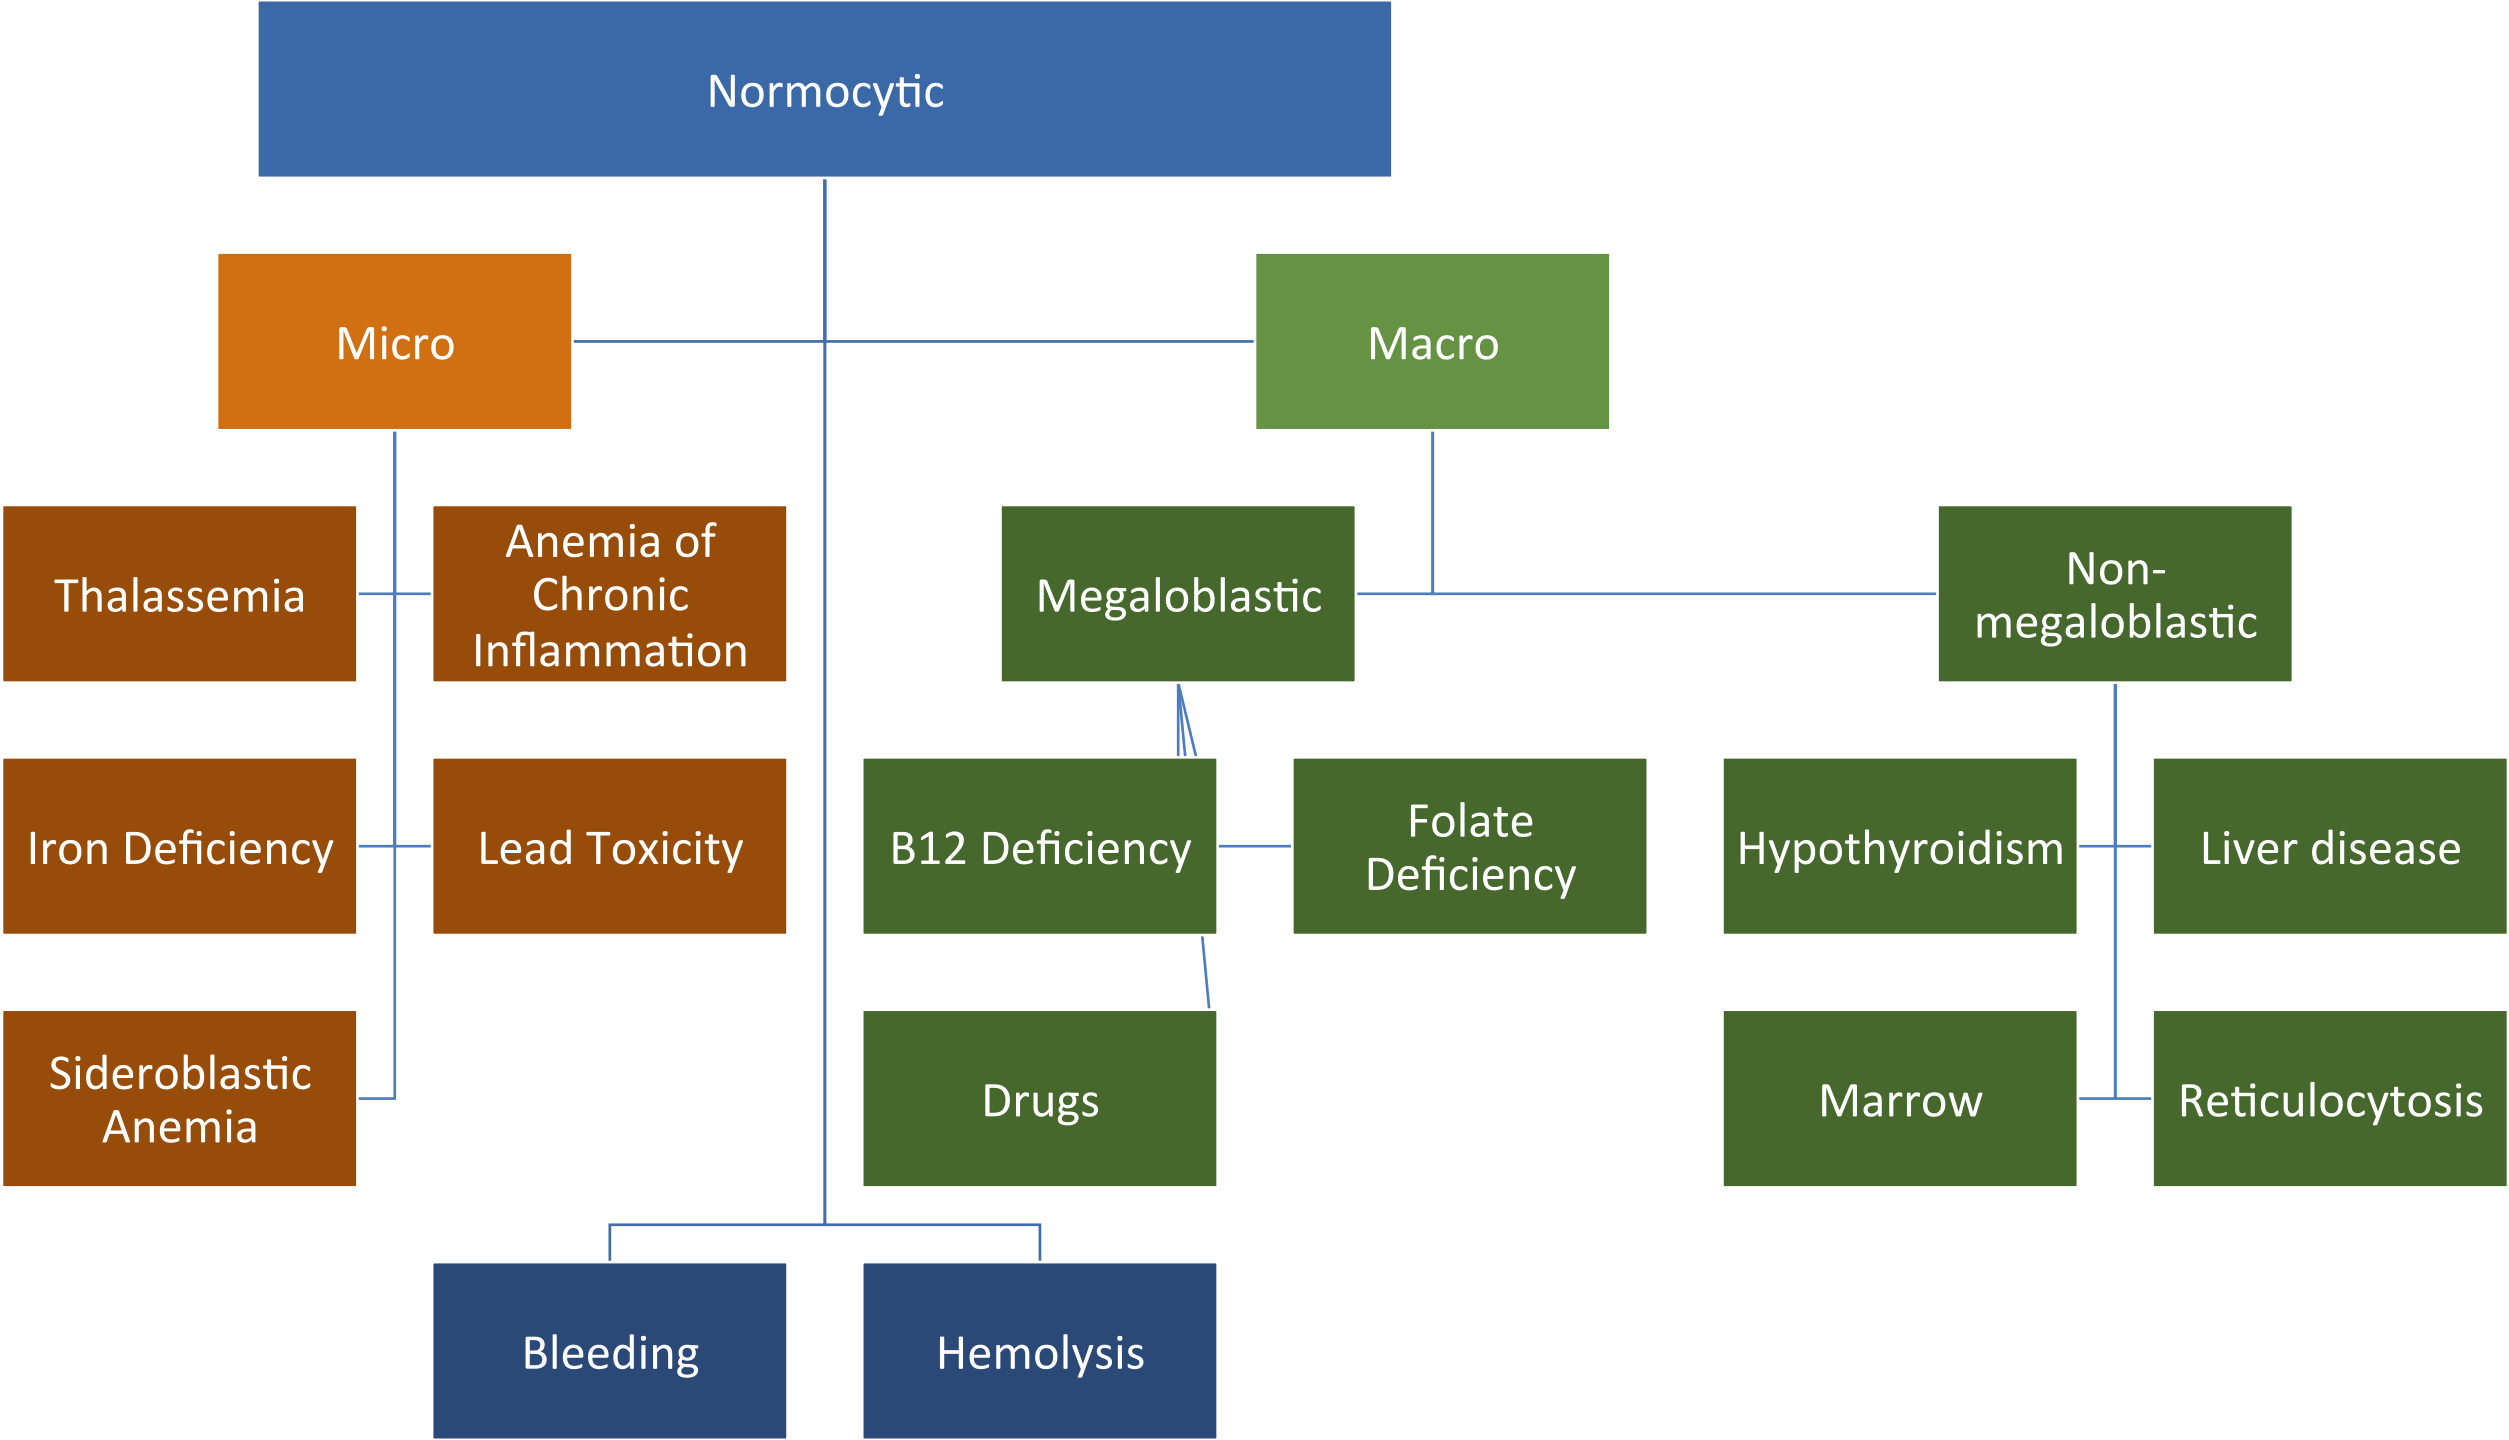 Normocytic
Micro
Macro
Thalassemia
Anemia of
Chronic
Inflammation
Megaloblastic
Non-
megaloblastic
Iron Deficiency
Lead Toxicity
B12 Deficiency
Folate
Deficiency
Hypothyroidism
Liver disease
Sideroblastic
Anemia
Drugs
Marrow
Reticulocytosis
Bleeding
Hemolysis